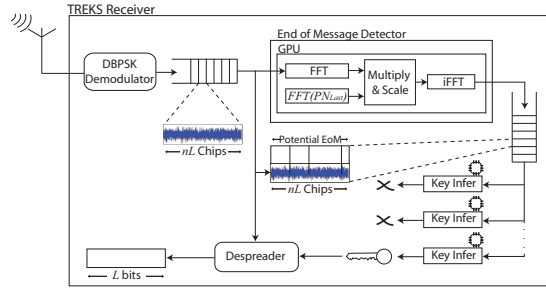 TREKS Receiver
End of Message Detector
GPU
DBPSK
Demodulator
FFT
FFT(PN_Last)
Multiply
& Scale
iFFT
nL Chips
Potential EoM
nL Chips
Key Infer
Key Infer
Key Infer
Despreader
L bits